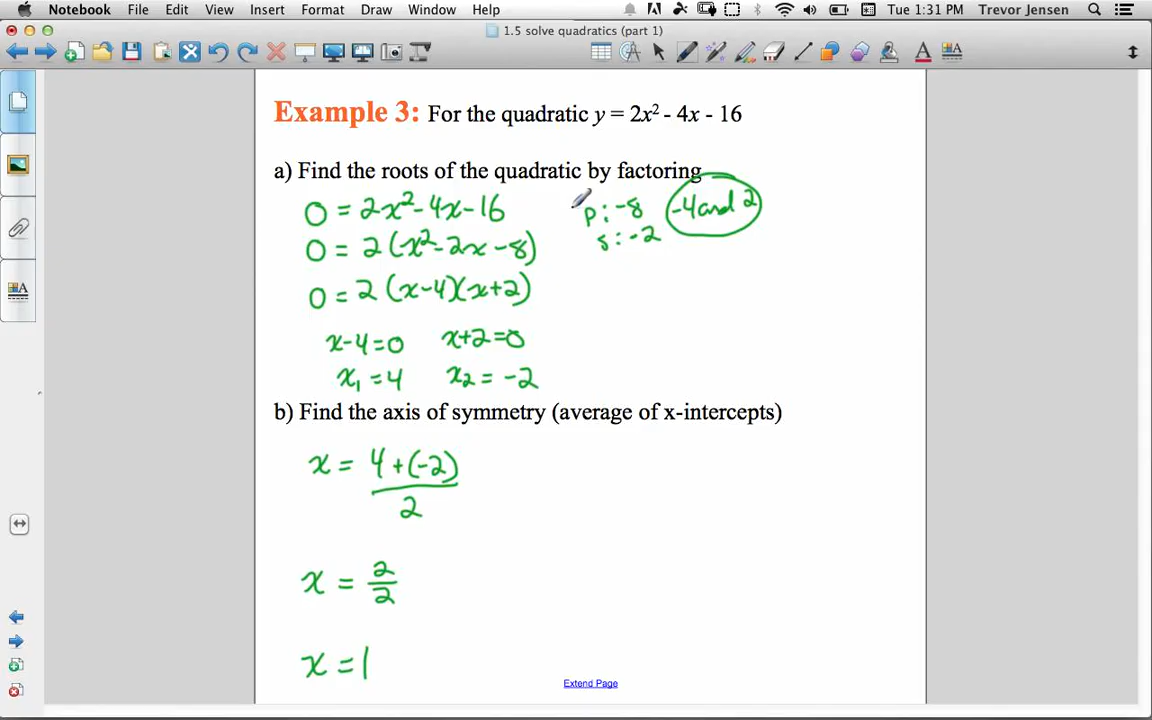 Notebook File Edit View Insert Format Draw Window Help Tue 1:31 PM Trevor Jensen
1.5 solve quadratics (part 1)
Example 3: For the quadratic y = 2x² - 4x - 16
a) Find the roots of the quadratic by factoring
0 = 2x²-4x-16 p: -8 -4 and 2
s: -2
0 = 2(x²-2x-8)
0 = 2(x-4)(x+2)
x-4=0 x+2=0
x₁=4 x₂=-2
b) Find the axis of symmetry (average of x-intercepts)
x = 4+(-2)
2
x = 2
2
x = 1
Extend Page